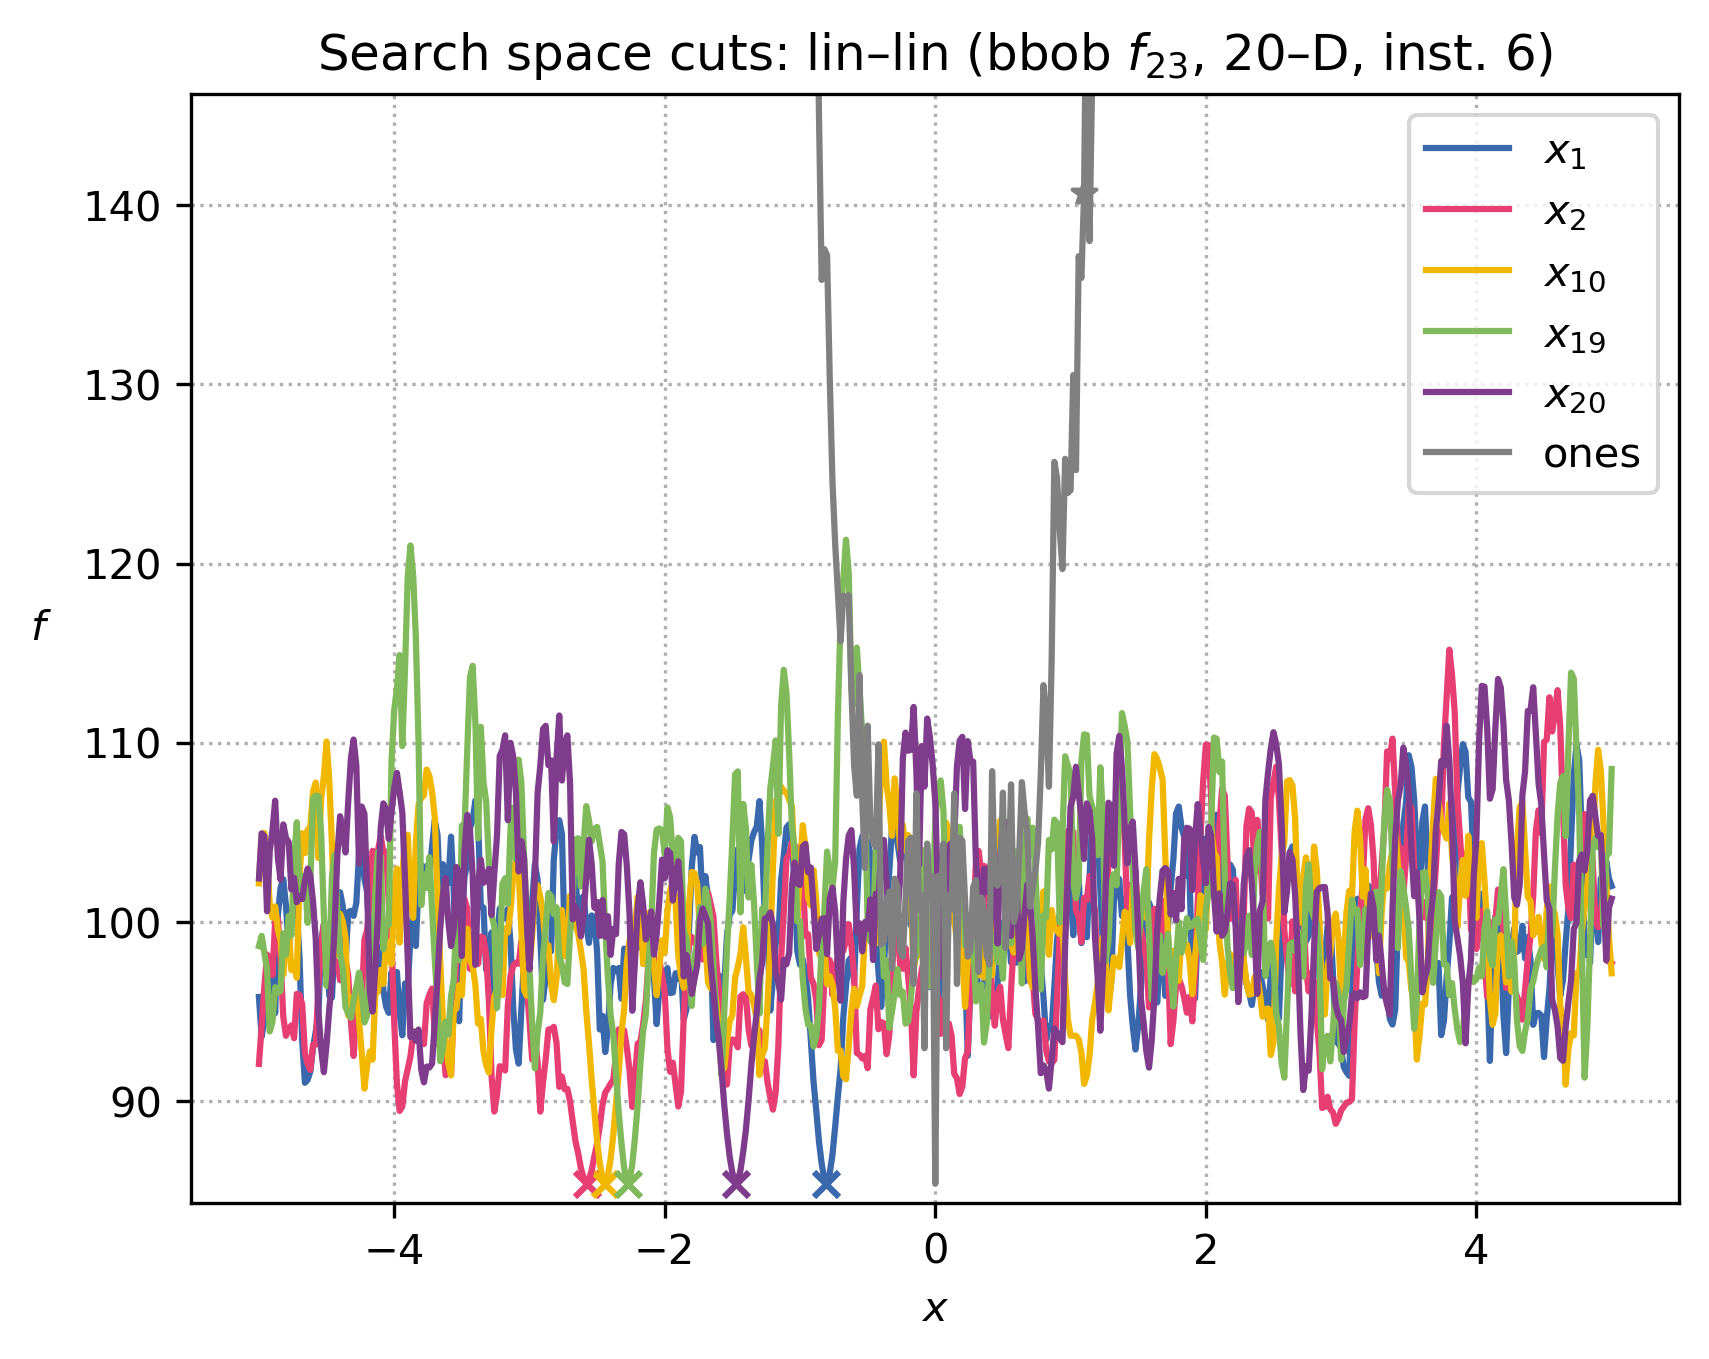 Search space cuts: lin–lin (bbob f23, 20–D, inst. 6)
140
130
120
110
100
90
f
−4
−2
0
2
4
x
x1
x2
x10
x19
x20
ones